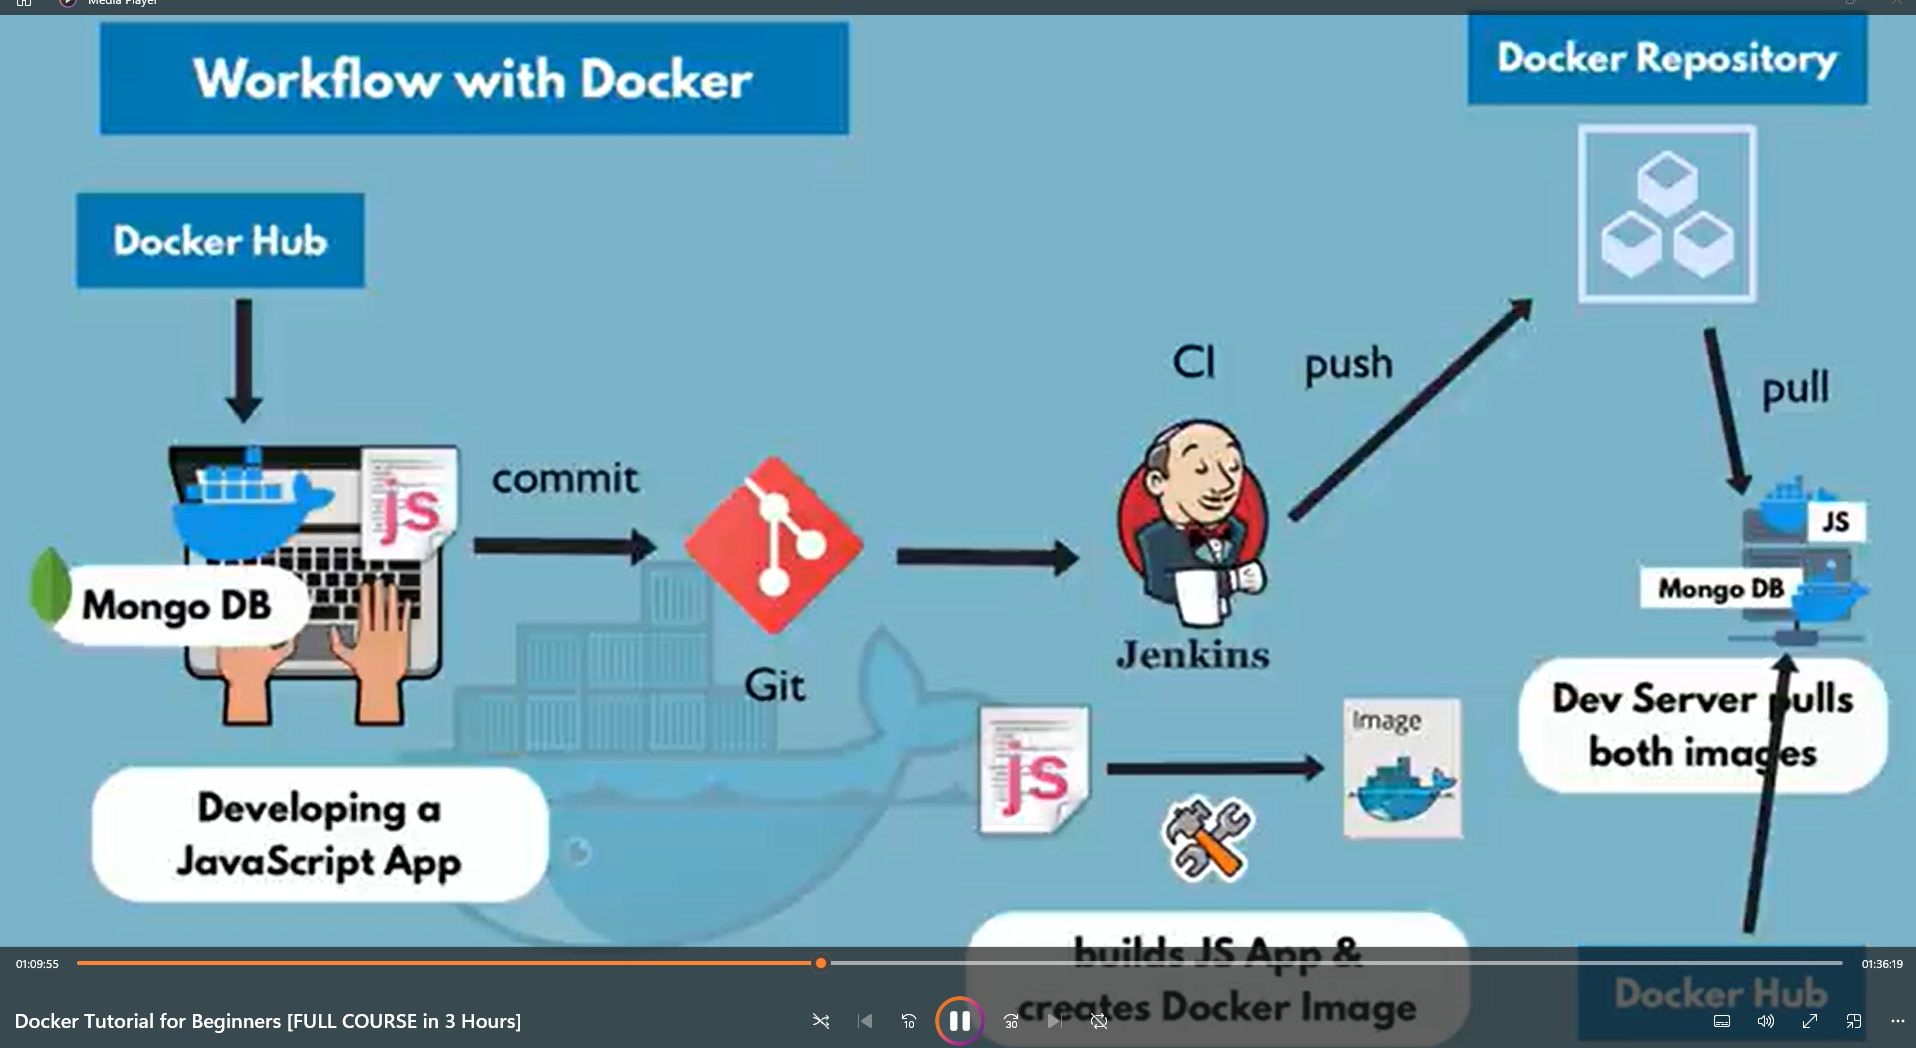 Media Player
Workflow with Docker
Docker Repository
Docker Hub
CI
push
pull
commit
js
JS
Mongo DB
Mongo DB
Jenkins
Git
Dev Server pulls
both images
js
Image
Developing a
JavaScript App
builds JS App &
creates Docker Image
Docker Hub
01:09:55
01:36:19
Docker Tutorial for Beginners [FULL COURSE in 3 Hours]
10
30